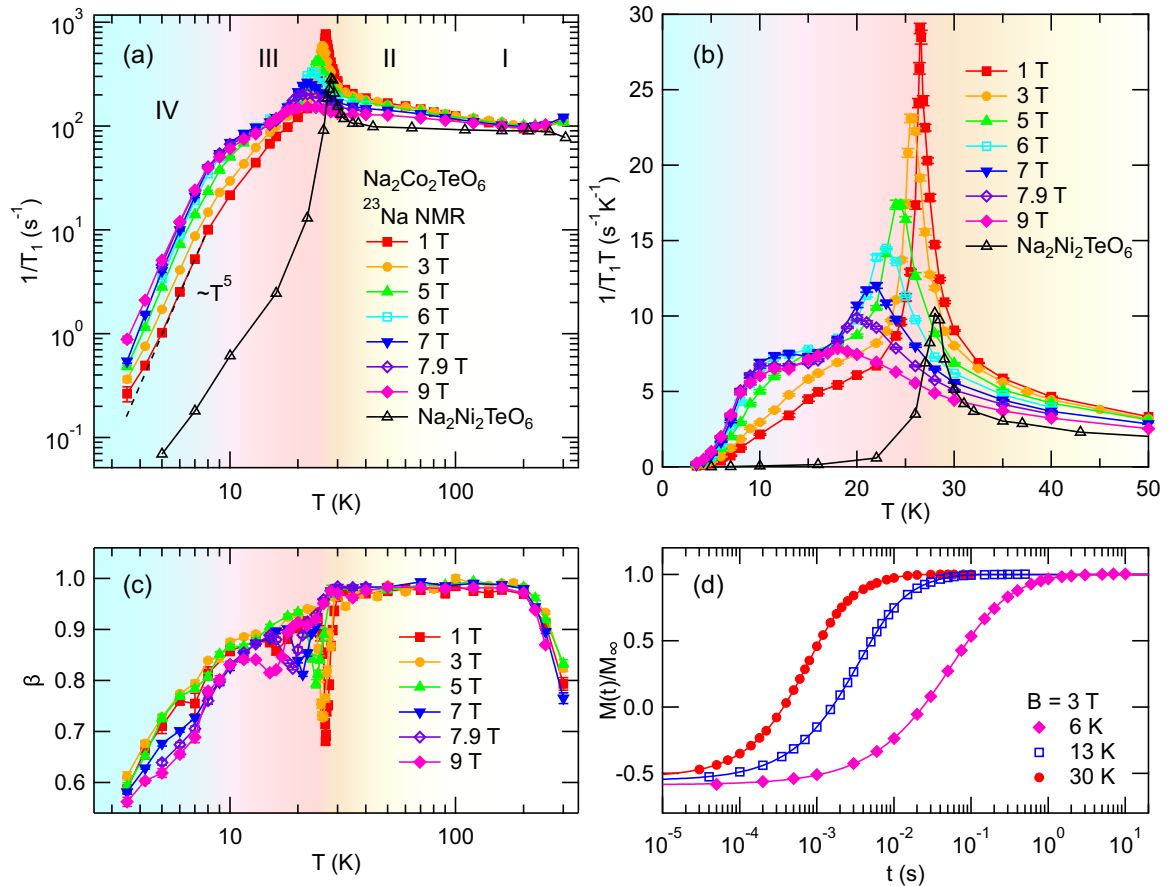 (a)
III
II
I
IV
Na₂Co₂TeO₆
²³Na NMR
1 T
3 T
5 T
6 T
7 T
7.9 T
9 T
Na₂Ni₂TeO₆
~T⁵
1/T₁ (s⁻¹)
10³
10²
10¹
10⁰
10⁻¹
10
100
T (K)
(b)
1 T
3 T
5 T
6 T
7 T
7.9 T
9 T
Na₂Ni₂TeO₆
1/T₁T (s⁻¹K⁻¹)
30
25
20
15
10
5
0
0
10
20
30
40
50
T (K)
(c)
1 T
3 T
5 T
7 T
7.9 T
9 T
β
1.0
0.9
0.8
0.7
0.6
10
100
T (K)
(d)
B = 3 T
6 K
13 K
30 K
M(t)/M∞
1.0
0.5
0.0
-0.5
10⁻⁵
10⁻⁴
10⁻³
10⁻²
10⁻¹
10⁰
10¹
t (s)